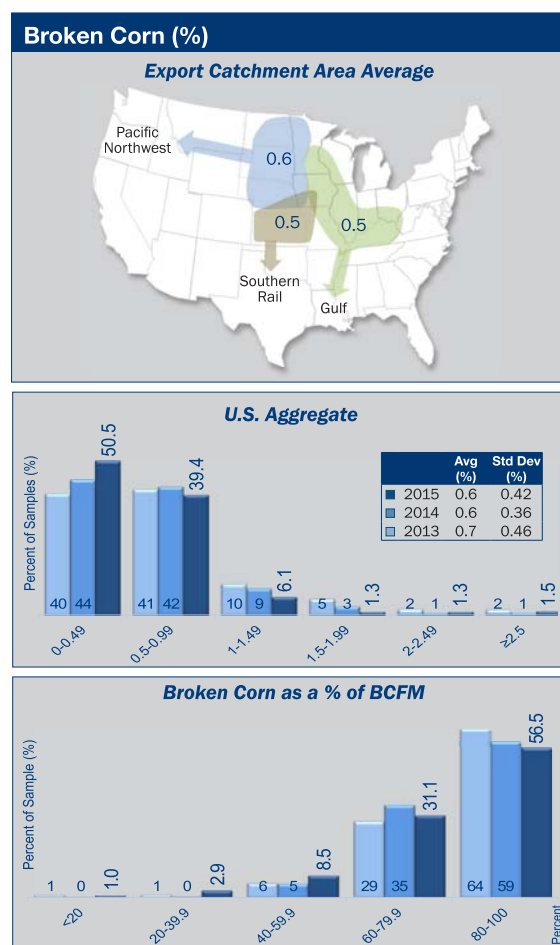 Broken Corn (%)
Export Catchment Area Average
Pacific
Northwest
0.6
0.5
0.5
Southern
Rail
Gulf
U.S. Aggregate
Percent of Samples (%)
50.5
39.4
6.1
1.3
1.3
1.5
Avg
(%)
Std Dev
(%)
2015 0.6 0.42
2014 0.6 0.36
2013 0.7 0.46
40 44
41 42
10 9
5 3
2 1
2 1
0-0.49
0.5-0.99
1-1.49
1.5-1.99
2-2.49
≥2.5
Broken Corn as a % of BCFM
Percent of Sample (%)
1.0
2.9
8.5
31.1
56.5
1 0
1 0
6 5
29 35
64 59
<20
20-39.9
40-59.9
60-79.9
80-100
Percent